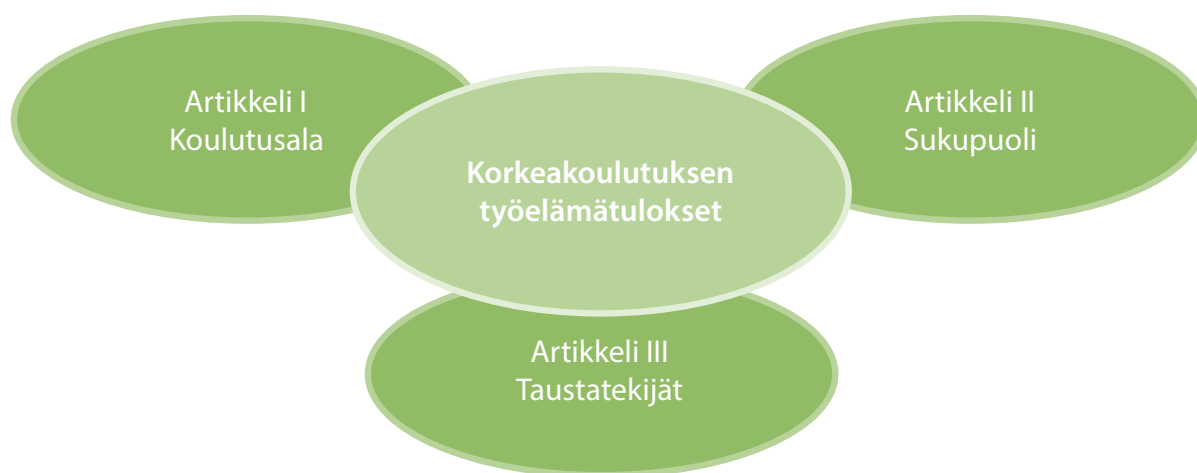 Artikkeli I
Koulutusala
Artikkeli II
Sukupuoli
Korkeakoulutuksen
työelämätulokset
Artikkeli III
Taustatekijät